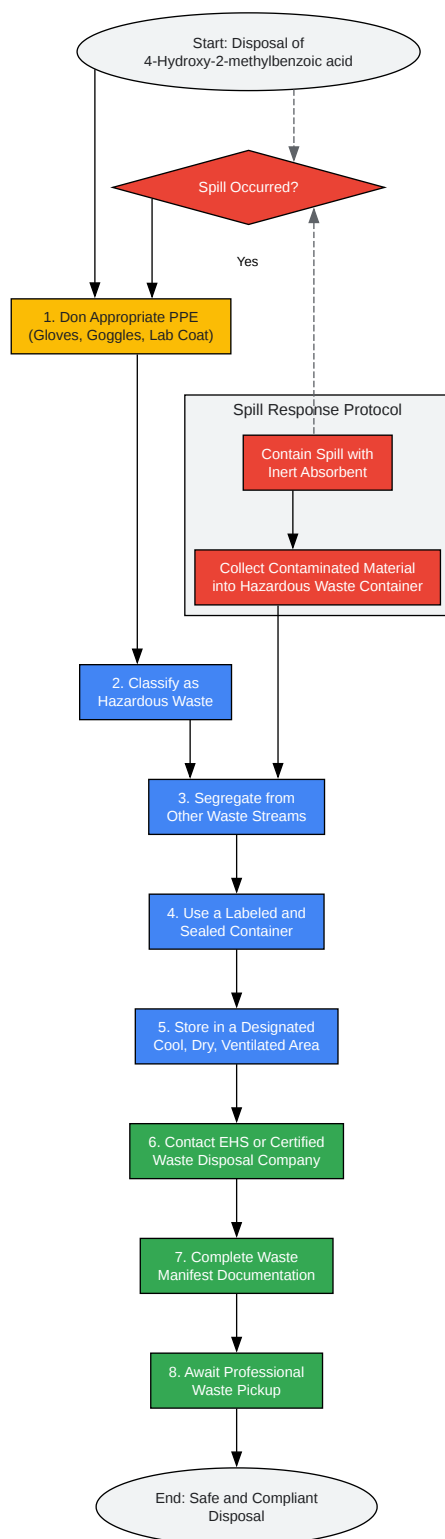 Start: Disposal of
4-Hydroxy-2-methylbenzoic acid
Spill Occurred?
Yes
1. Don Appropriate PPE
(Gloves, Goggles, Lab Coat)
Spill Response Protocol
Contain Spill with
Inert Absorbent
Collect Contaminated Material
into Hazardous Waste Container
2. Classify as
Hazardous Waste
3. Segregate from
Other Waste Streams
4. Use a Labeled and
Sealed Container
5. Store in a Designated
Cool, Dry, Ventilated Area
6. Contact EHS or Certified
Waste Disposal Company
7. Complete Waste
Manifest Documentation
8. Await Professional
Waste Pickup
End: Safe and Compliant
Disposal